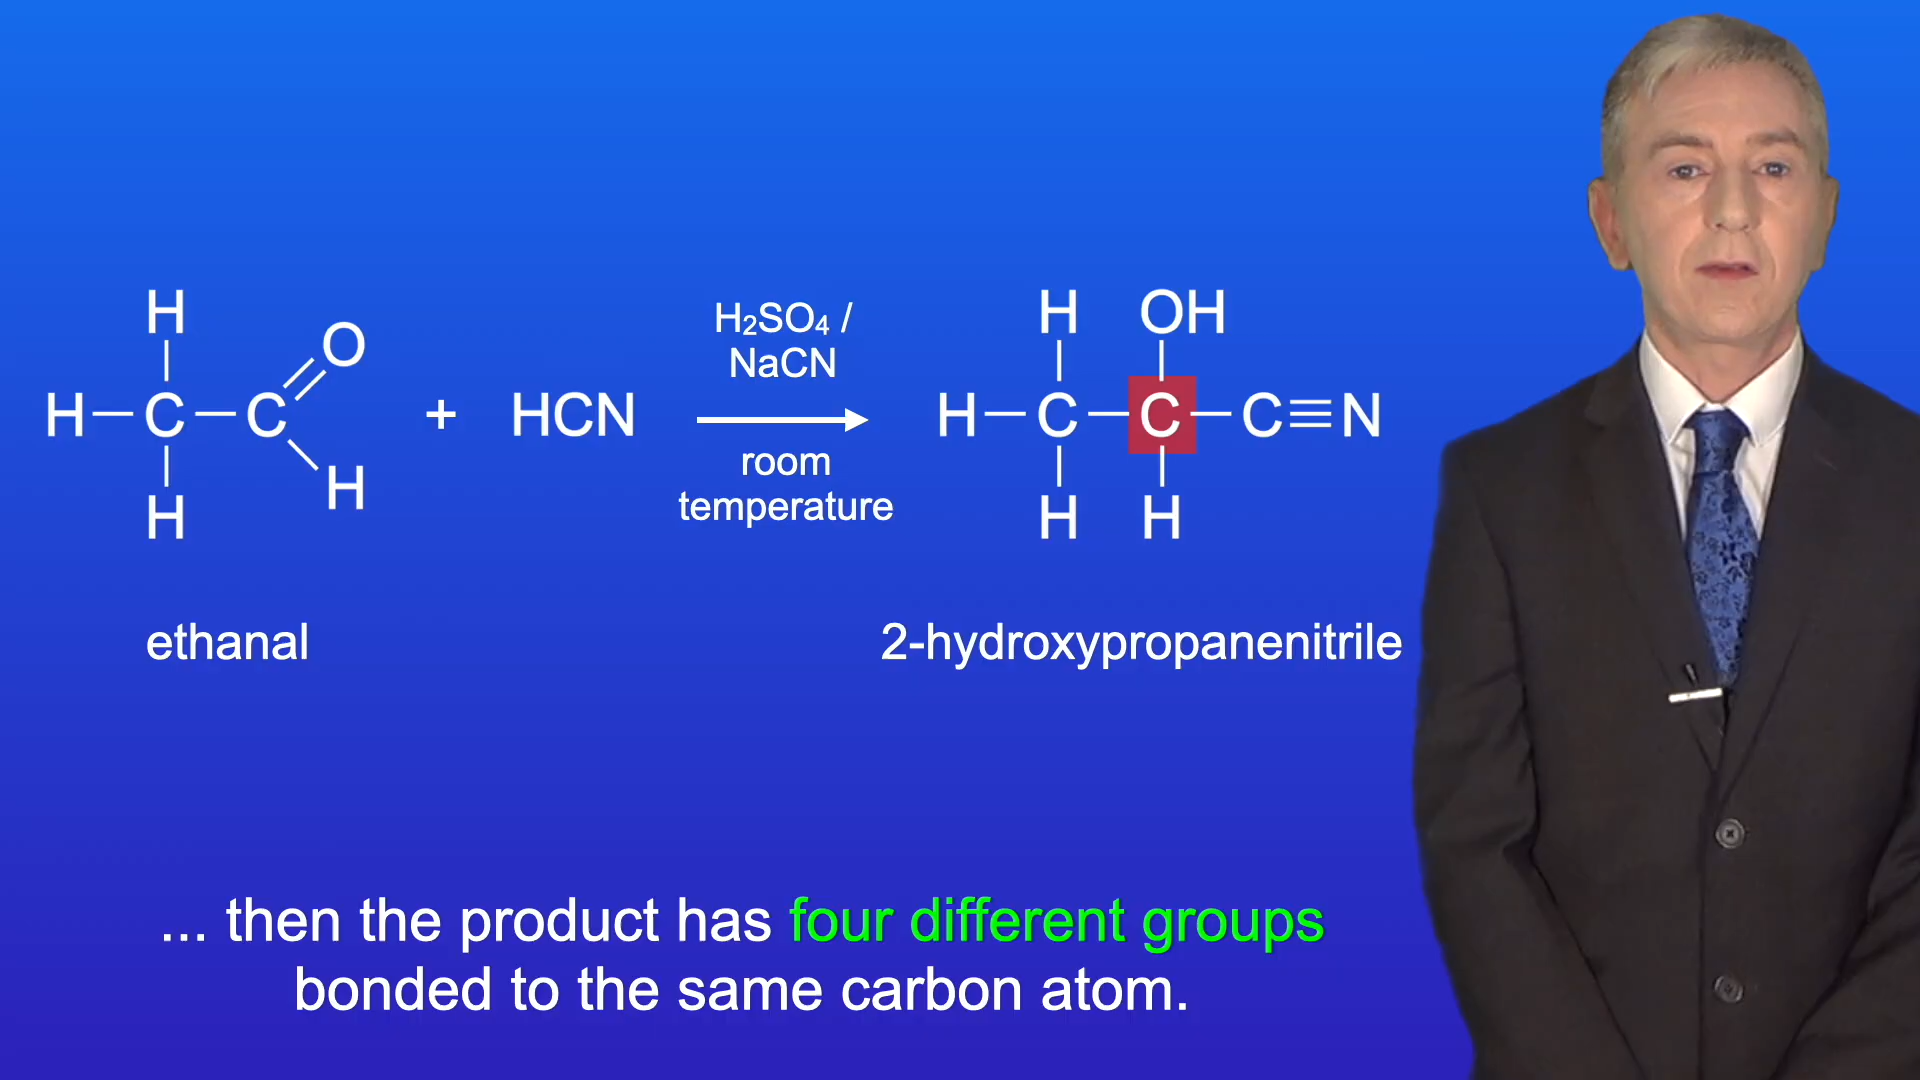 H H OH
H₂SO₄ /
O
NaCN
H—C—C + HCN H—C—C—C≡N
room
H
temperature
H H H
ethanal 2-hydroxypropanenitrile
... then the product has four different groups
bonded to the same carbon atom.